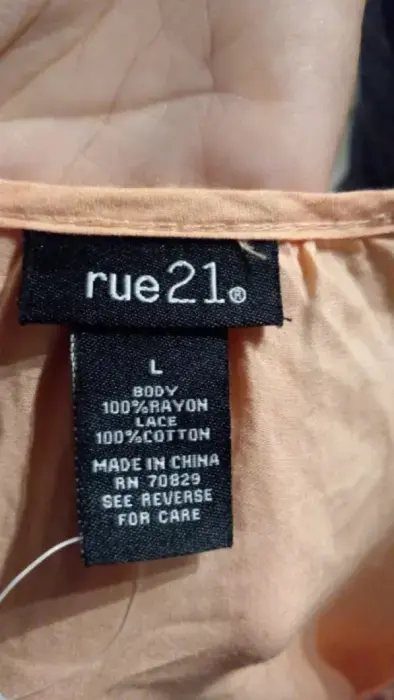 rue21®
L
BODY
100%RAYON
LACE
100%COTTON
MADE IN CHINA
RN 70829
SEE REVERSE
FOR CARE